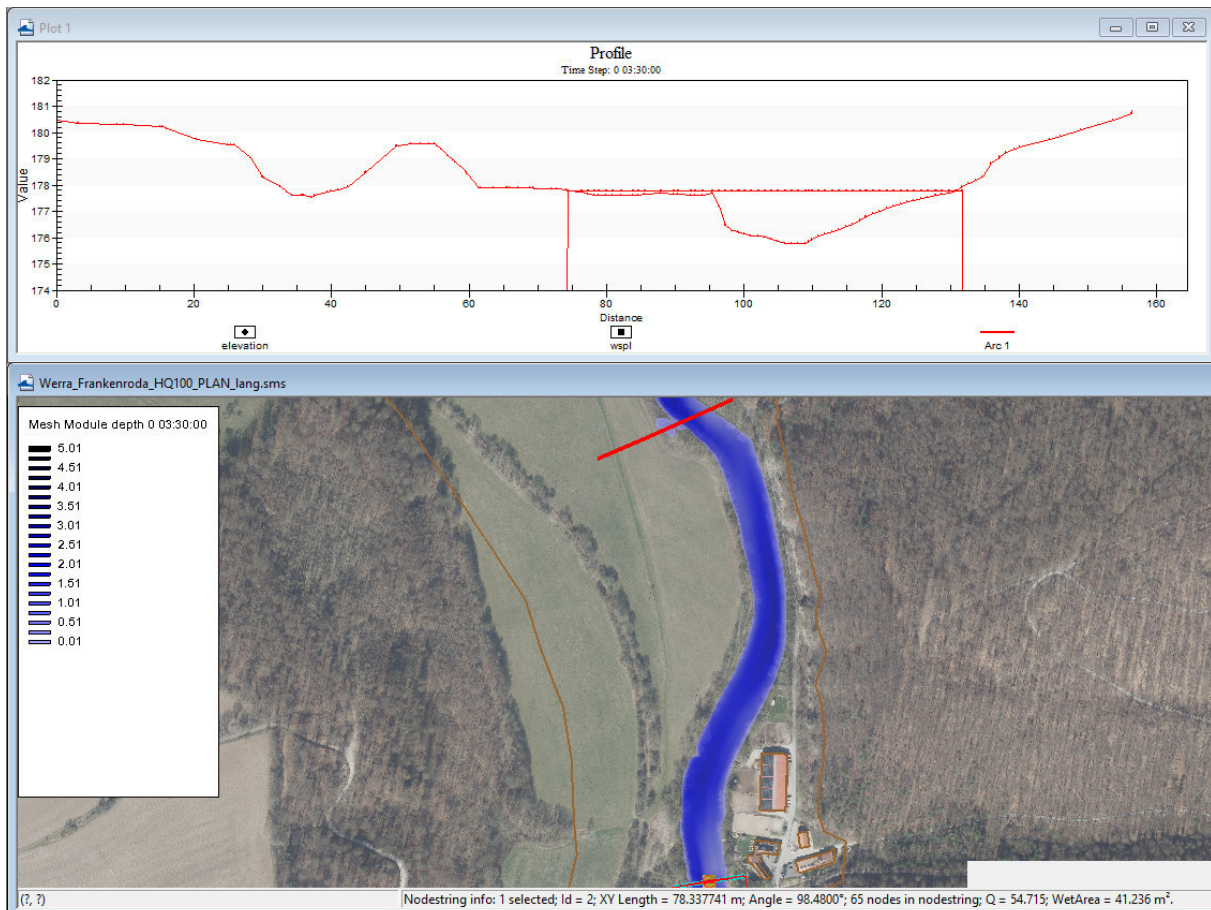 Plot 1
Profile
Time Step: 0 03:30:00
182
181
180
179
178
177
176
175
174
Value
0
20
40
60
80
100
120
140
160
Distance
elevation
wspl
Arc 1
Werra_Frankenroda_HQ100_PLAN_lang.sms
Mesh Module depth 0 03:30:00
5.01
4.51
4.01
3.51
3.01
2.51
2.01
1.51
1.01
0.51
0.01
(?, ?)
Nodestring info: 1 selected; Id = 2; XY Length = 78.337741 m; Angle = 98.4800°; 65 nodes in nodestring; Q = 54.715; WetArea = 41.236 m².